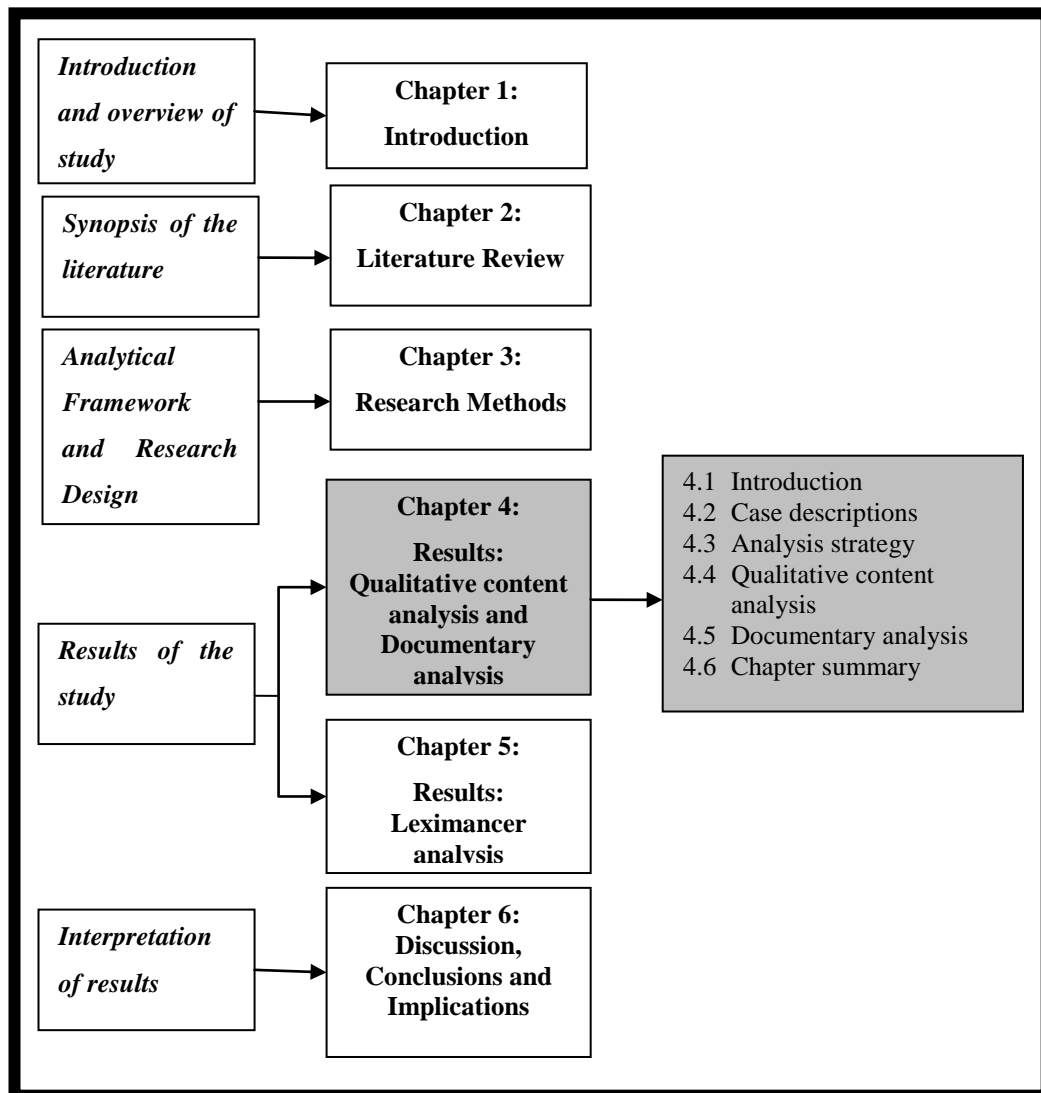 Introduction
and overview of
study
Chapter 1:
Introduction
Synopsis of the
literature
Chapter 2:
Literature Review
Analytical
Framework
and Research
Design
Chapter 3:
Research Methods
Results of the
study
Chapter 4:
Results:
Qualitative content
analysis and
Documentary
analysis
4.1 Introduction
4.2 Case descriptions
4.3 Analysis strategy
4.4 Qualitative content
analysis
4.5 Documentary analysis
4.6 Chapter summary
Chapter 5:
Results:
Leximancer
analysis
Interpretation
of results
Chapter 6:
Discussion,
Conclusions and
Implications